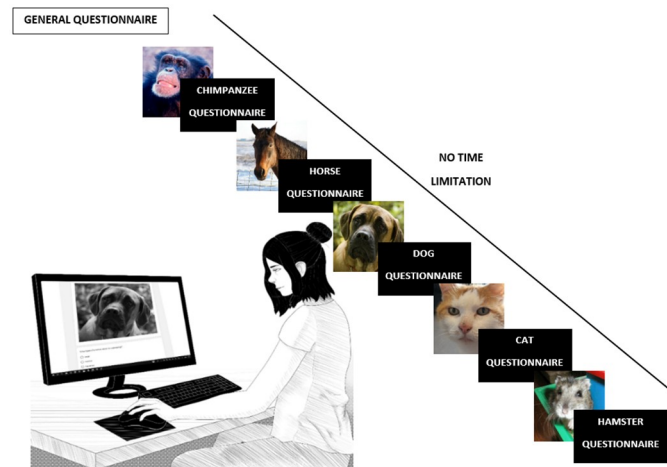 GENERAL QUESTIONNAIRE
CHIMPANZEE
QUESTIONNAIRE
HORSE
QUESTIONNAIRE
NO TIME
LIMITATION
DOG
QUESTIONNAIRE
CAT
QUESTIONNAIRE
HAMSTER
QUESTIONNAIRE